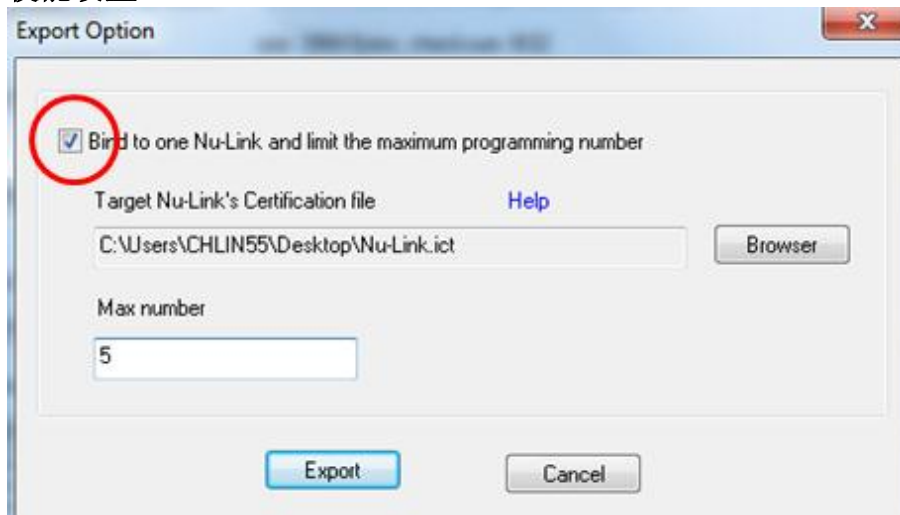 Export Option
Bind to one Nu-Link and limit the maximum programming number
Target Nu-Link's Certification file Help
C:\Users\CHLIN55\Desktop\Nu-Link.ict Browser
Max number
5
Export Cancel